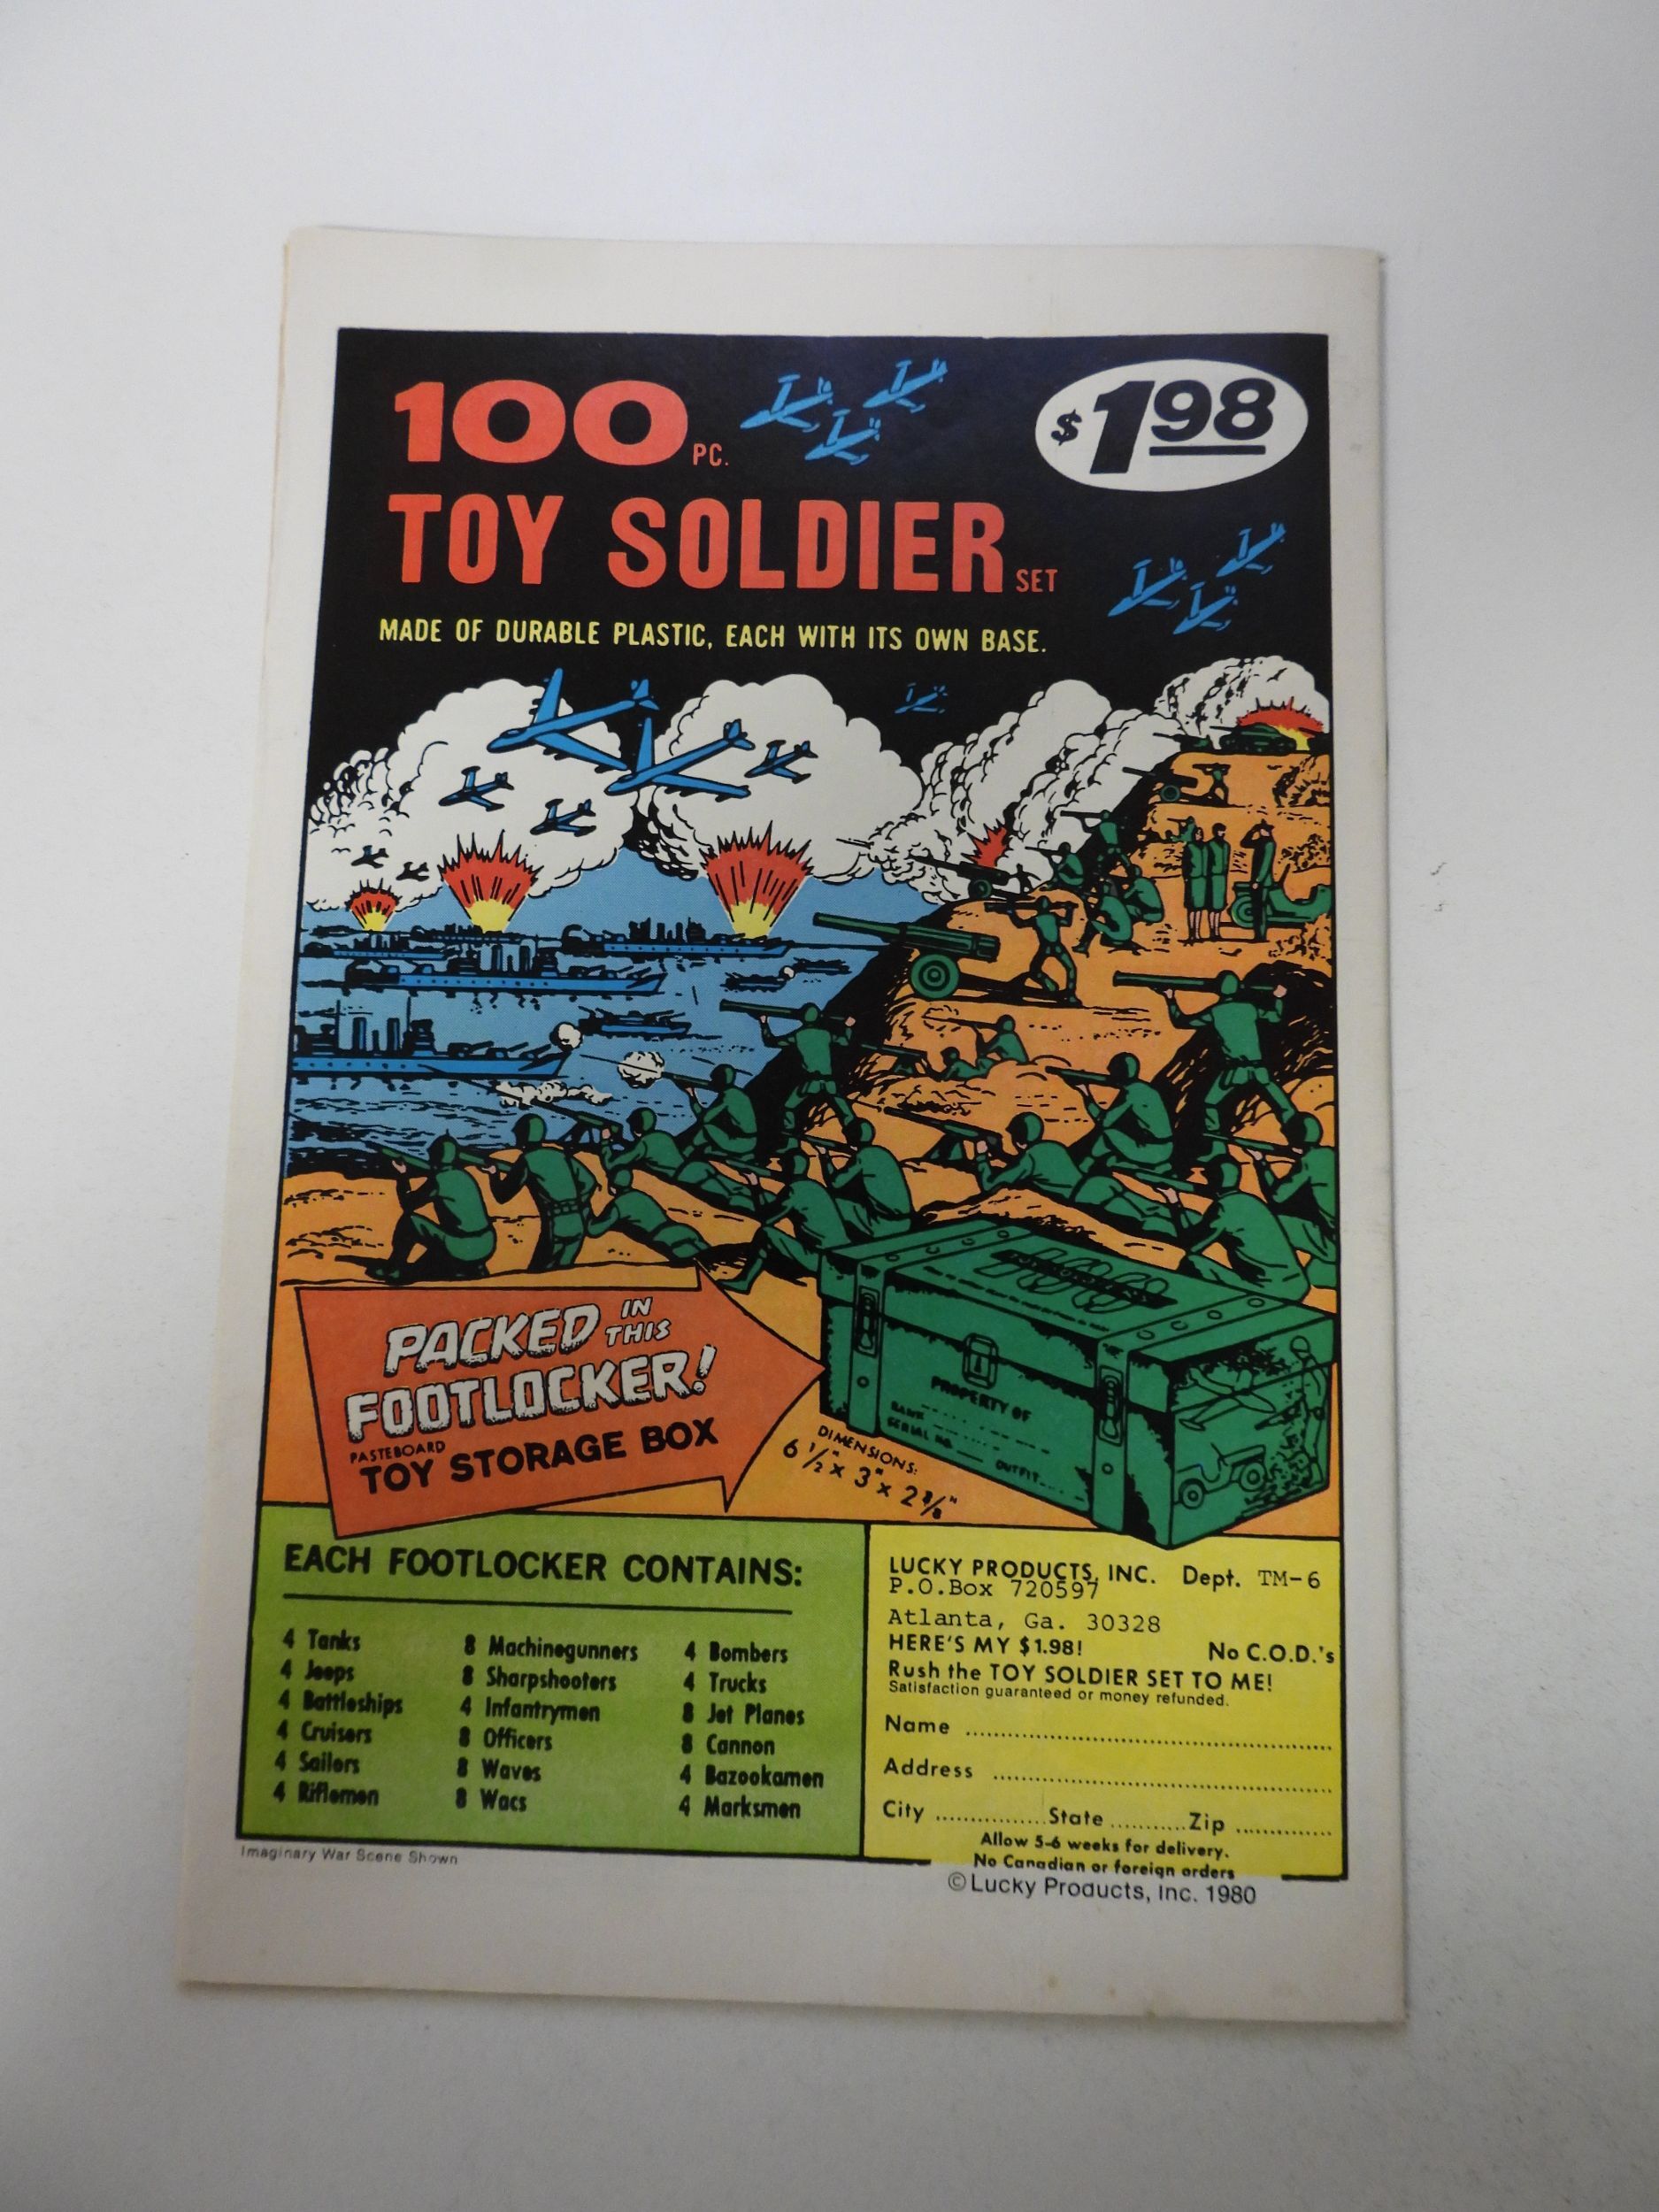 100 PC.
$198
TOY SOLDIER SET
MADE OF DURABLE PLASTIC, EACH WITH ITS OWN BASE.
PACKED IN THIS
FOOTLOCKER!
PASTEBOARD
TOY STORAGE BOX
100
PROPERTY OF
RANK
SERIAL NO.
OUTFIT
DIMENSIONS:
6 1/2" x 3" x 2 3/8"
EACH FOOTLOCKER CONTAINS:
4 Tanks
4 Jeeps
4 Battleships
4 Cruisers
4 Sailors
4 Riflemen
8 Machinegunners
8 Sharpshooters
4 Infantrymen
8 Officers
8 Waves
8 Wacs
4 Bombers
4 Trucks
8 Jet Planes
8 Cannon
4 Bazookamen
4 Marksmen
LUCKY PRODUCTS, INC. Dept. TM-6
P.O.Box 720597
Atlanta, Ga. 30328
HERE'S MY $1.98! No C.O.D.'s
Rush the TOY SOLDIER SET TO ME!
Satisfaction guaranteed or money refunded.
Name
Address
City State Zip
Allow 5-6 weeks for delivery.
No Canadian or foreign orders
Imaginary War Scene Shown
©Lucky Products, Inc. 1980